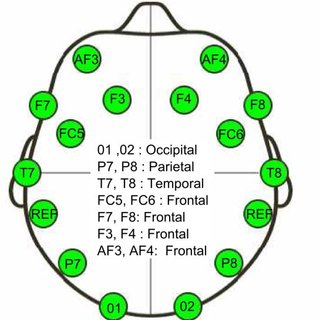 AF3 AF4
F7 F3 F4 F8
FC5 FC6
01 ,02 : Occipital
P7, P8 : Parietal
T7 T7, T8 : Temporal T8
FC5, FC6 : Frontal
REF F7, F8: Frontal REF
F3, F4 : Frontal
AF3, AF4:  Frontal
P7 P8
01 02